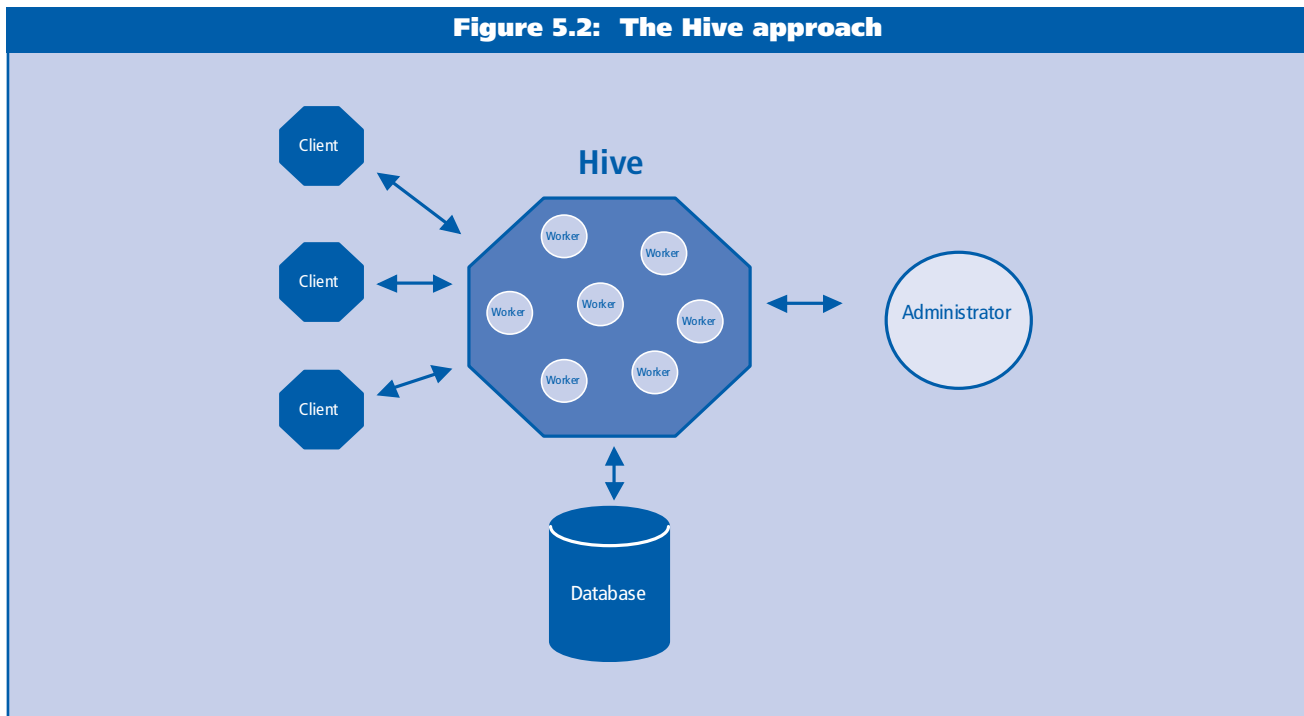 Figure 5.2: The Hive approach
Client
Hive
Worker
Worker
Client
Worker
Worker
Worker
Administrator
Worker
Worker
Client
Database